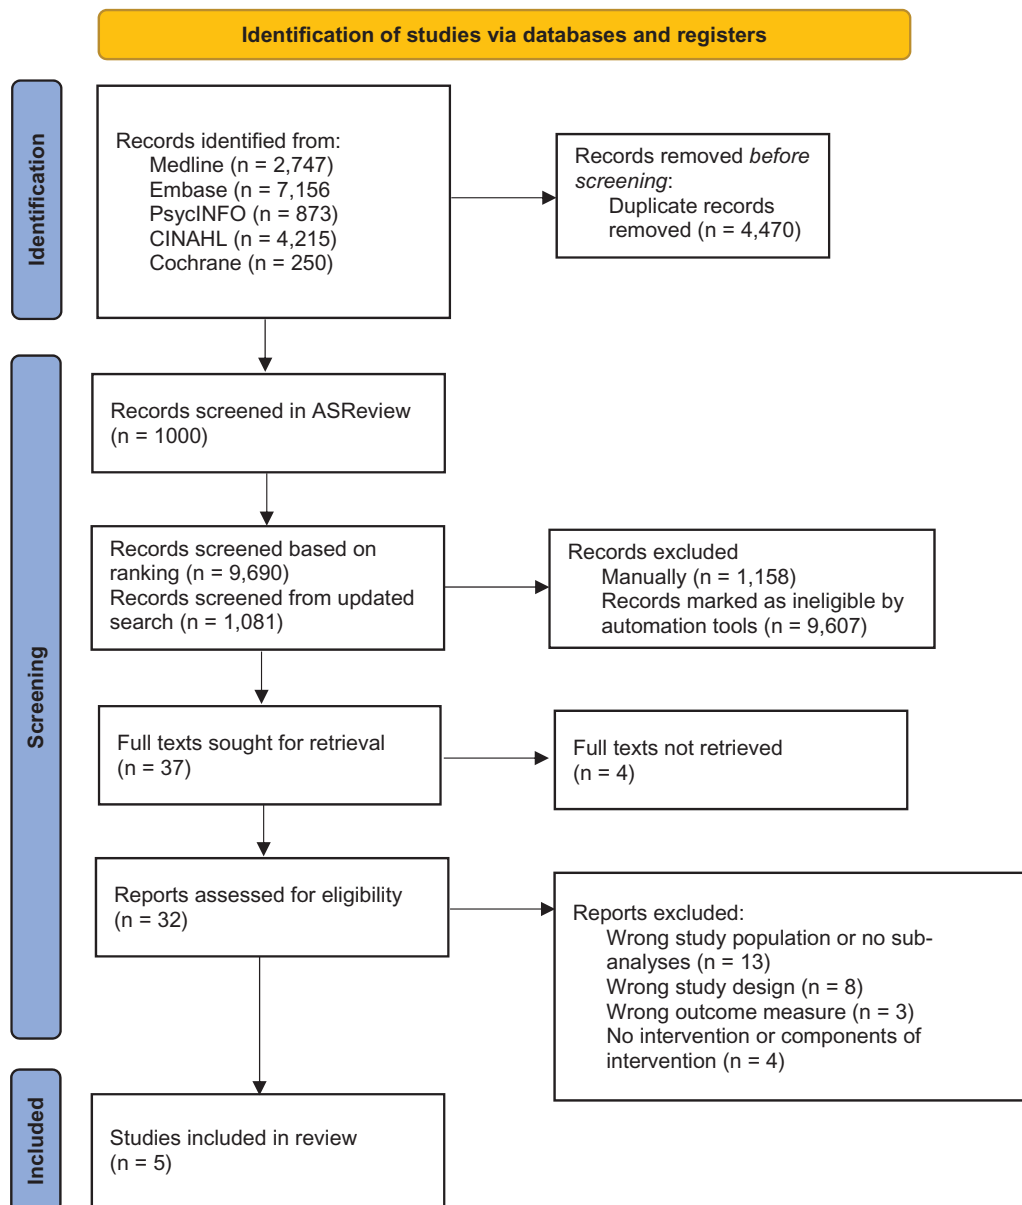 Identification of studies via databases and registers
Identification
Records identified from:
Medline (n = 2,747)
Embase (n = 7,156
PsycINFO (n = 873)
CINAHL (n = 4,215)
Cochrane (n = 250)
Records removed before
screening:
Duplicate records
removed (n = 4,470)
Screening
Records screened in ASReview
(n = 1000)
Records screened based on
ranking (n = 9,690)
Records screened from updated
search (n = 1,081)
Records excluded
Manually (n = 1,158)
Records marked as ineligible by
automation tools (n = 9,607)
Full texts sought for retrieval
(n = 37)
Full texts not retrieved
(n = 4)
Reports assessed for eligibility
(n = 32)
Reports excluded:
Wrong study population or no sub-
analyses (n = 13)
Wrong study design (n = 8)
Wrong outcome measure (n = 3)
No intervention or components of
intervention (n = 4)
Included
Studies included in review
(n = 5)